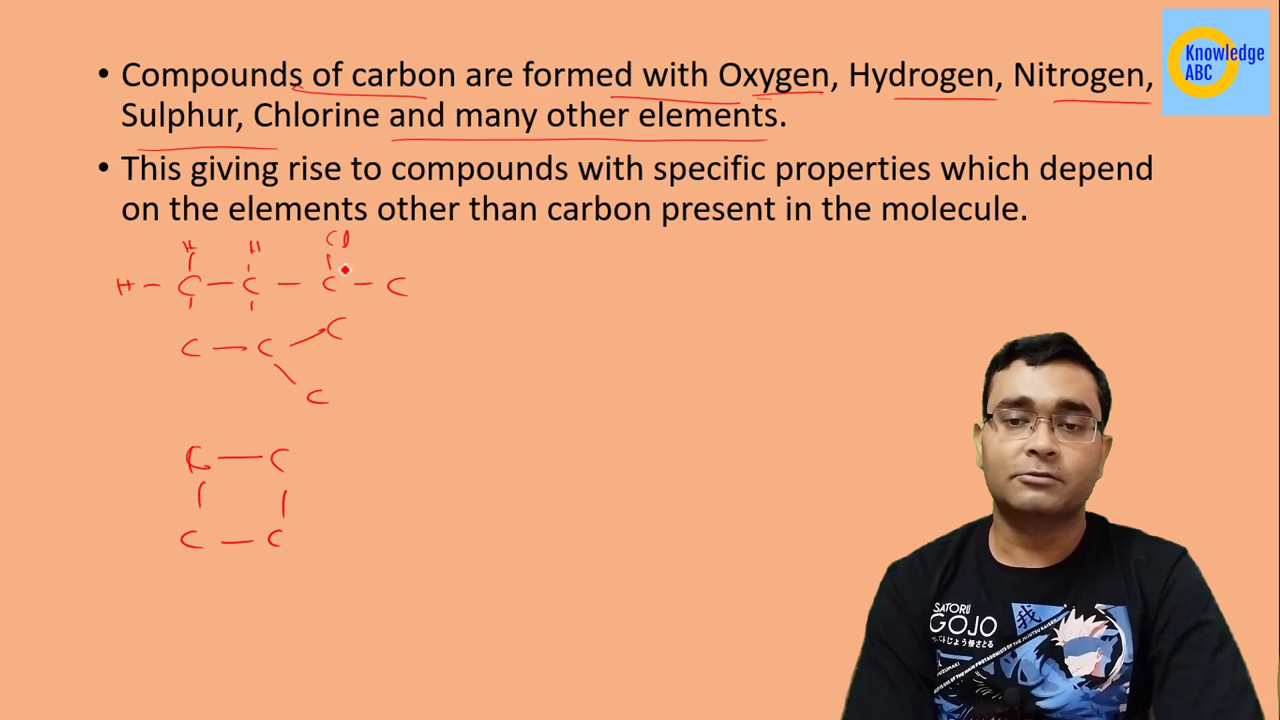 Knowledge
ABC
• Compounds of carbon are formed with Oxygen, Hydrogen, Nitrogen,
Sulphur, Chlorine and many other elements.
• This giving rise to compounds with specific properties which depend
on the elements other than carbon present in the molecule.
H H Cl
H — C — C — C — C
C — C C
C
C — C
C — C
SATORU
GOJO
我